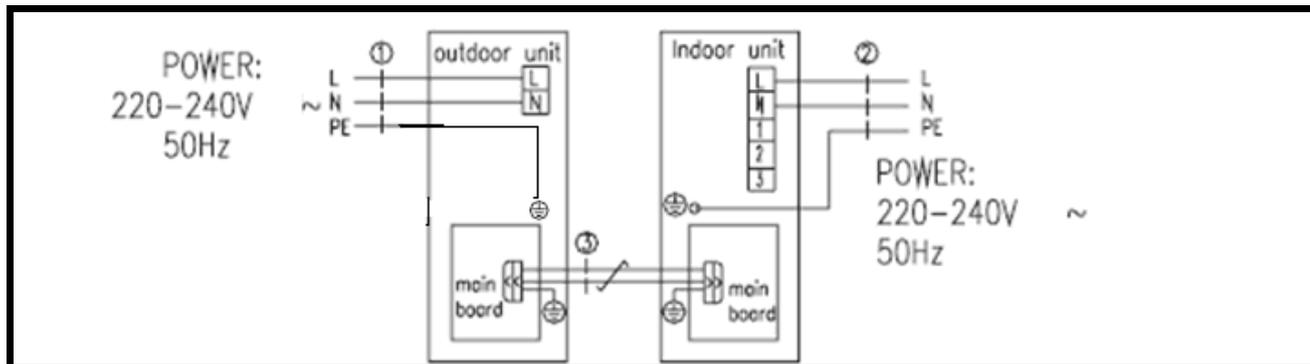 POWER:
220-240V ~
50Hz
①
L
N
PE
outdoor unit
L
N
main
board
③
Indoor unit
L
N
1
2
3
main
board
②
L
N
PE
POWER:
220-240V ~
50Hz